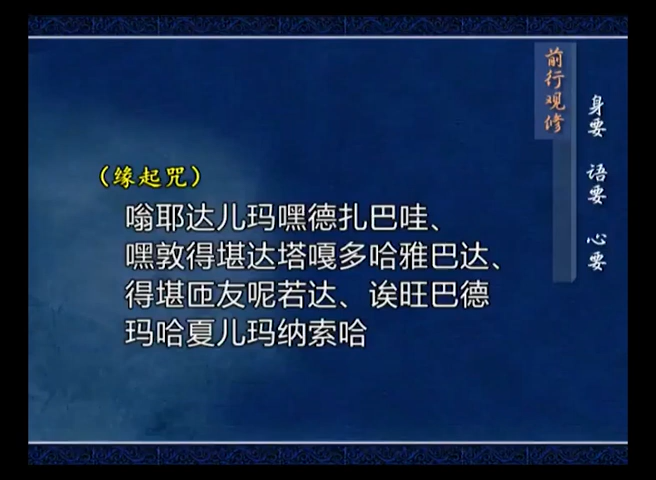 前行观修
身要 语要 心要
（缘起咒）
嗡耶达儿玛嘿德扎巴哇、
嘿敦得堪达塔嘎多哈雅巴达、
得堪匝友呢若达、诶旺巴德
玛哈夏儿玛纳索哈